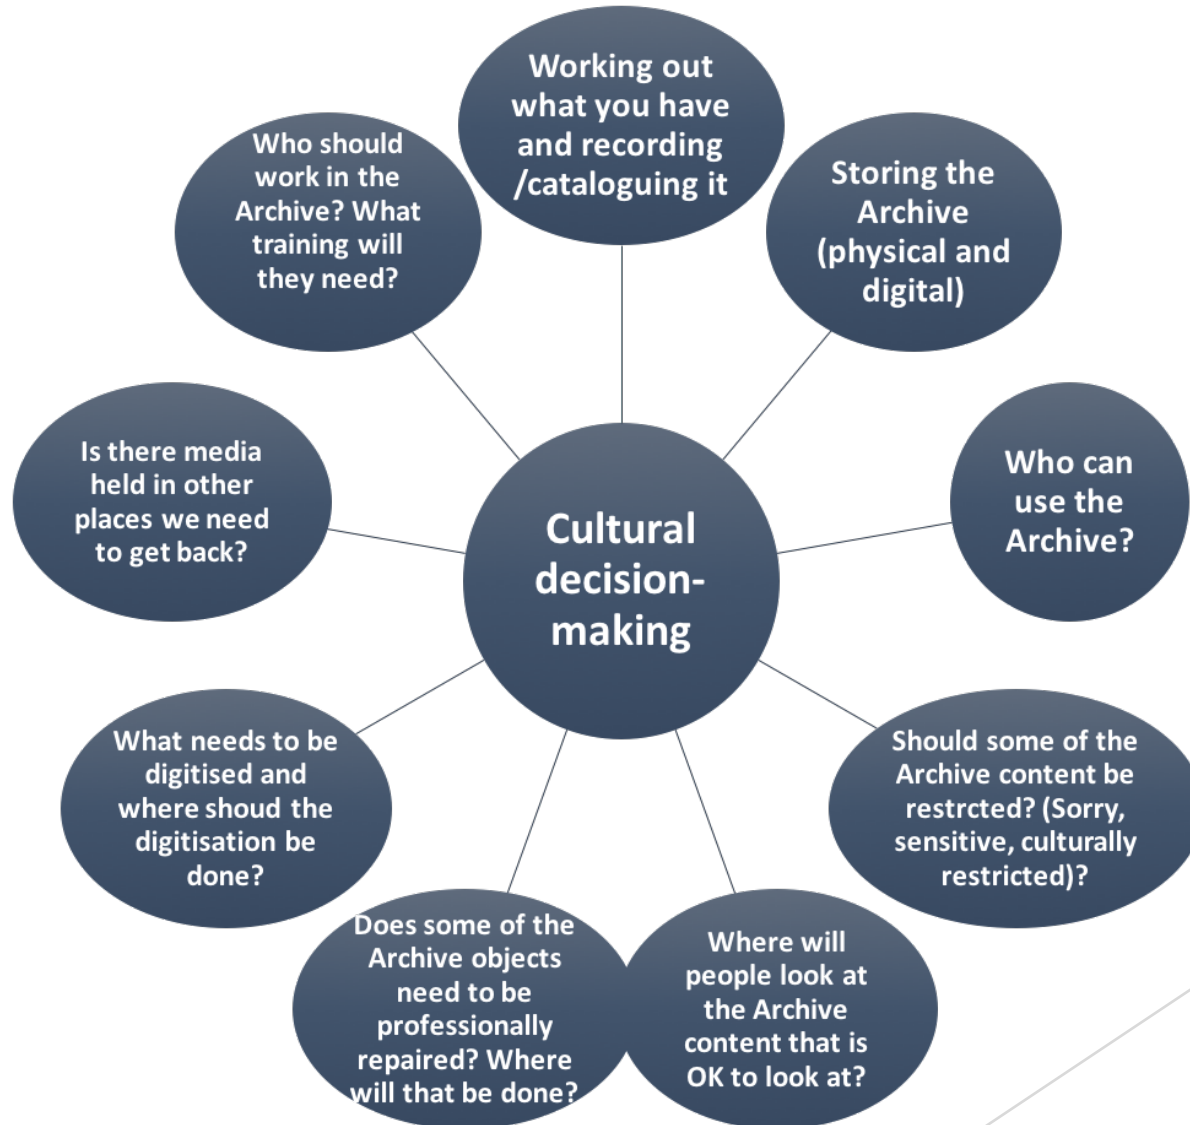 Working out
what you have
and recording
/cataloguing it
Storing the
Archive
(physical and
digital)
Who can
use the
Archive?
Should some of the
Archive content be
restrcted? (Sorry,
sensitive, culturally
restricted)?
Where will
people look at
the Archive
content that is
OK to look at?
Does some of the
Archive objects
need to be
professionally
repaired? Where
will that be done?
What needs to be
digitised and
where shoud the
digitisation be
done?
Is there media
held in other
places we need
to get back?
Who should
work in the
Archive? What
training will
they need?
Cultural
decision-
making